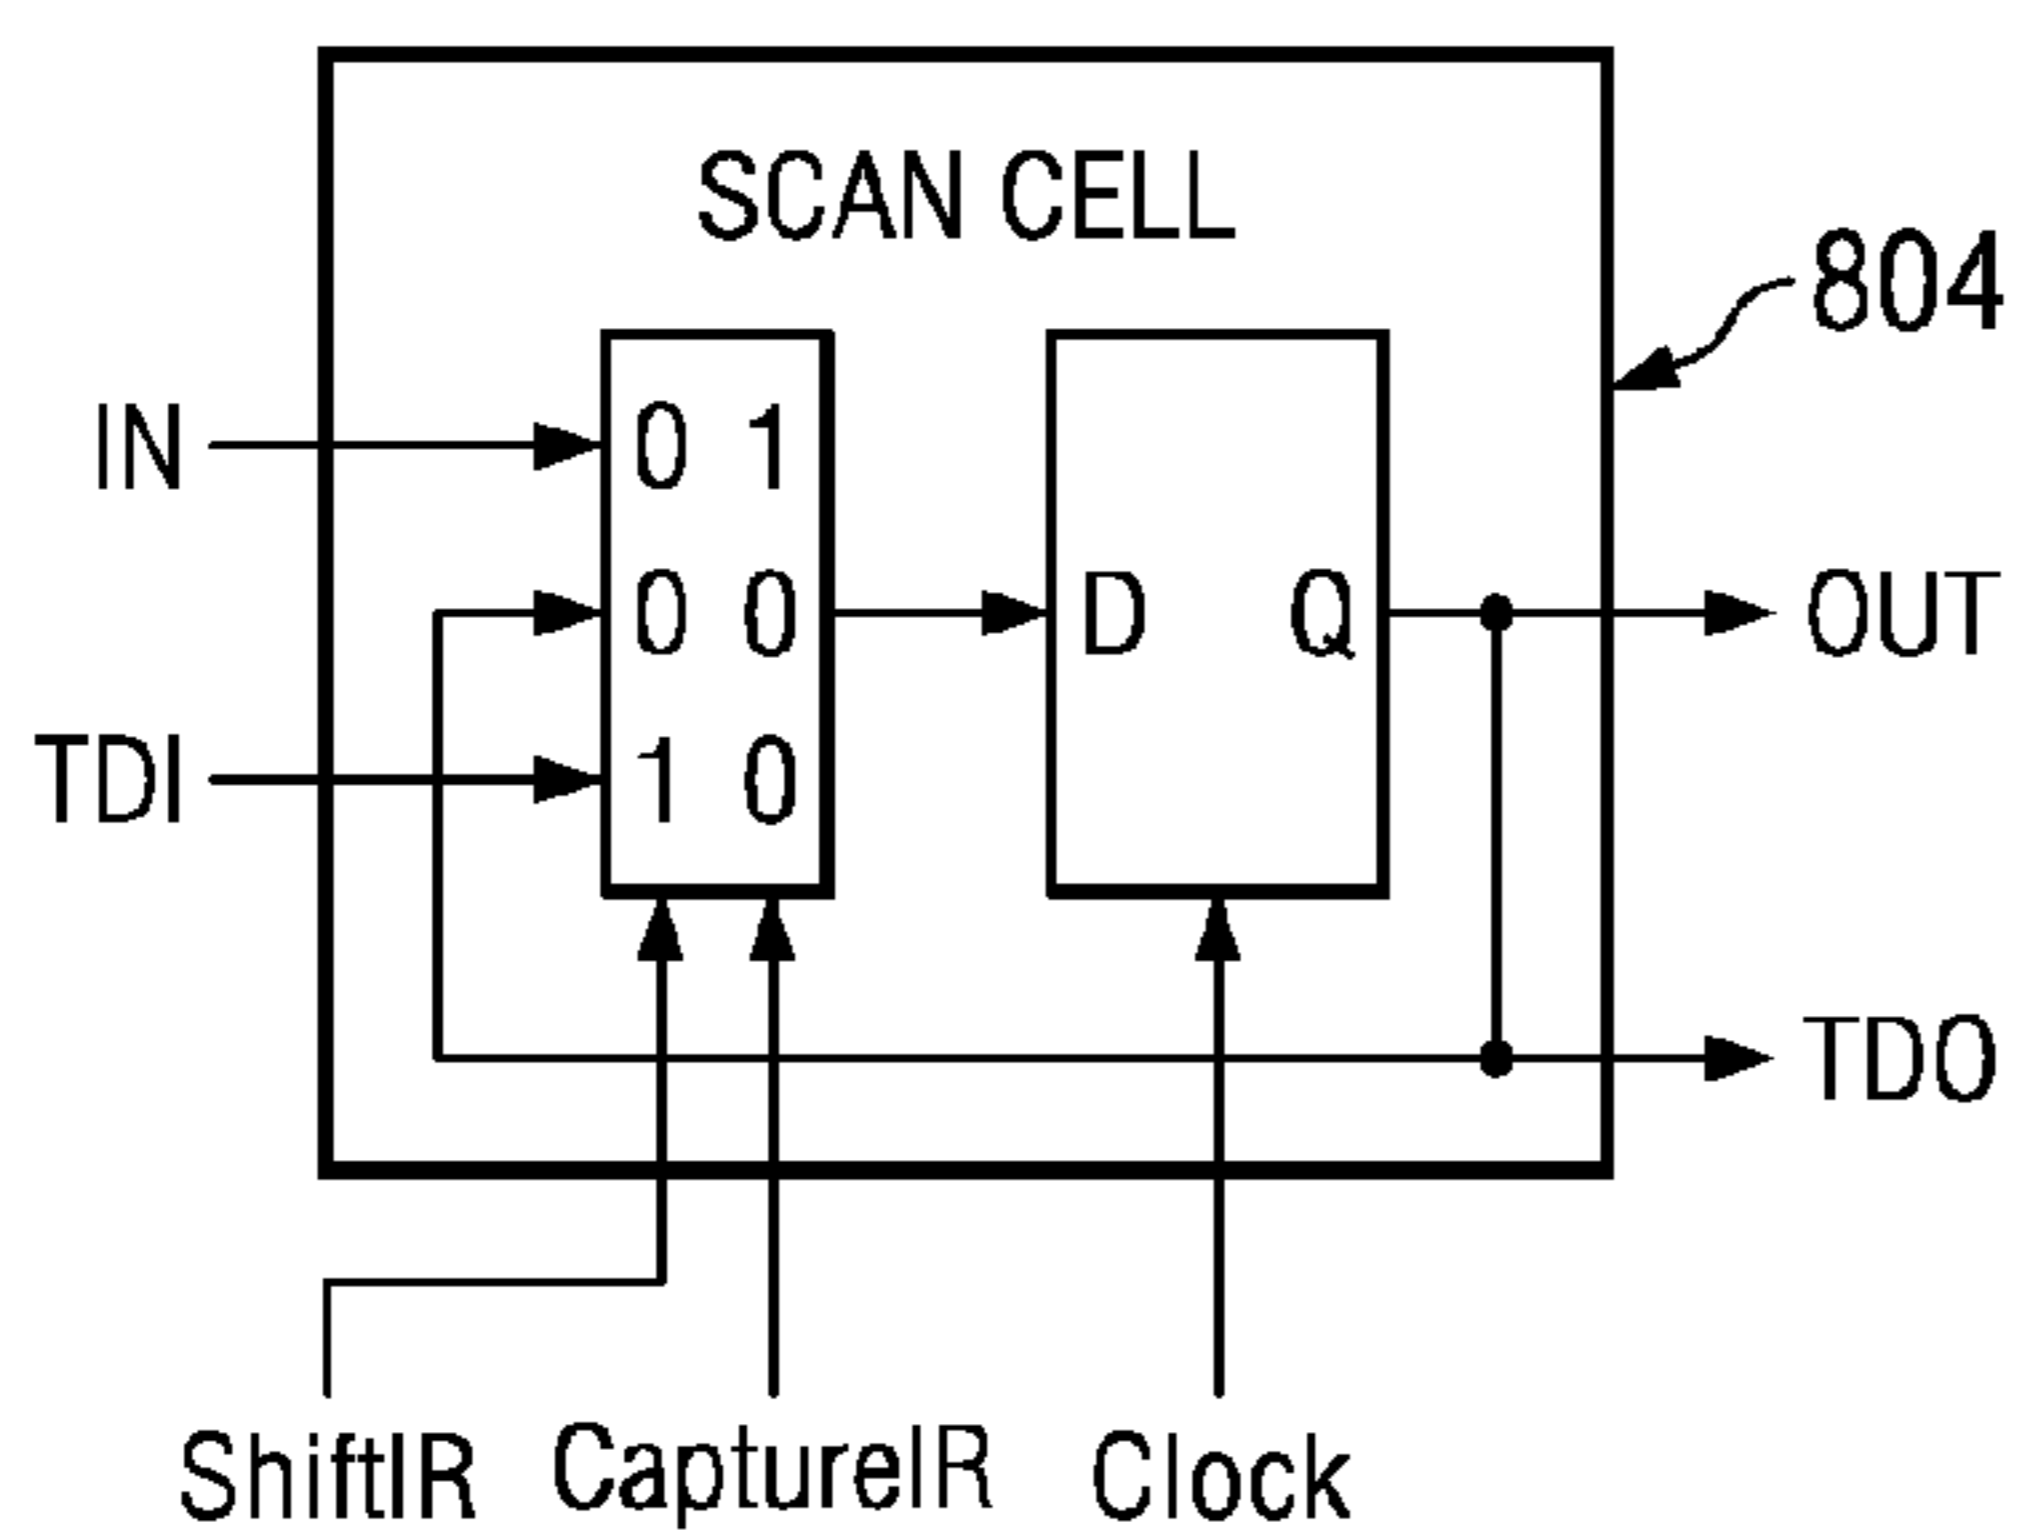 SCAN CELL
804
IN
0 1
0 0
D
Q
OUT
TDI
1 0
TDO
ShiftIR
CaptureIR
Clock